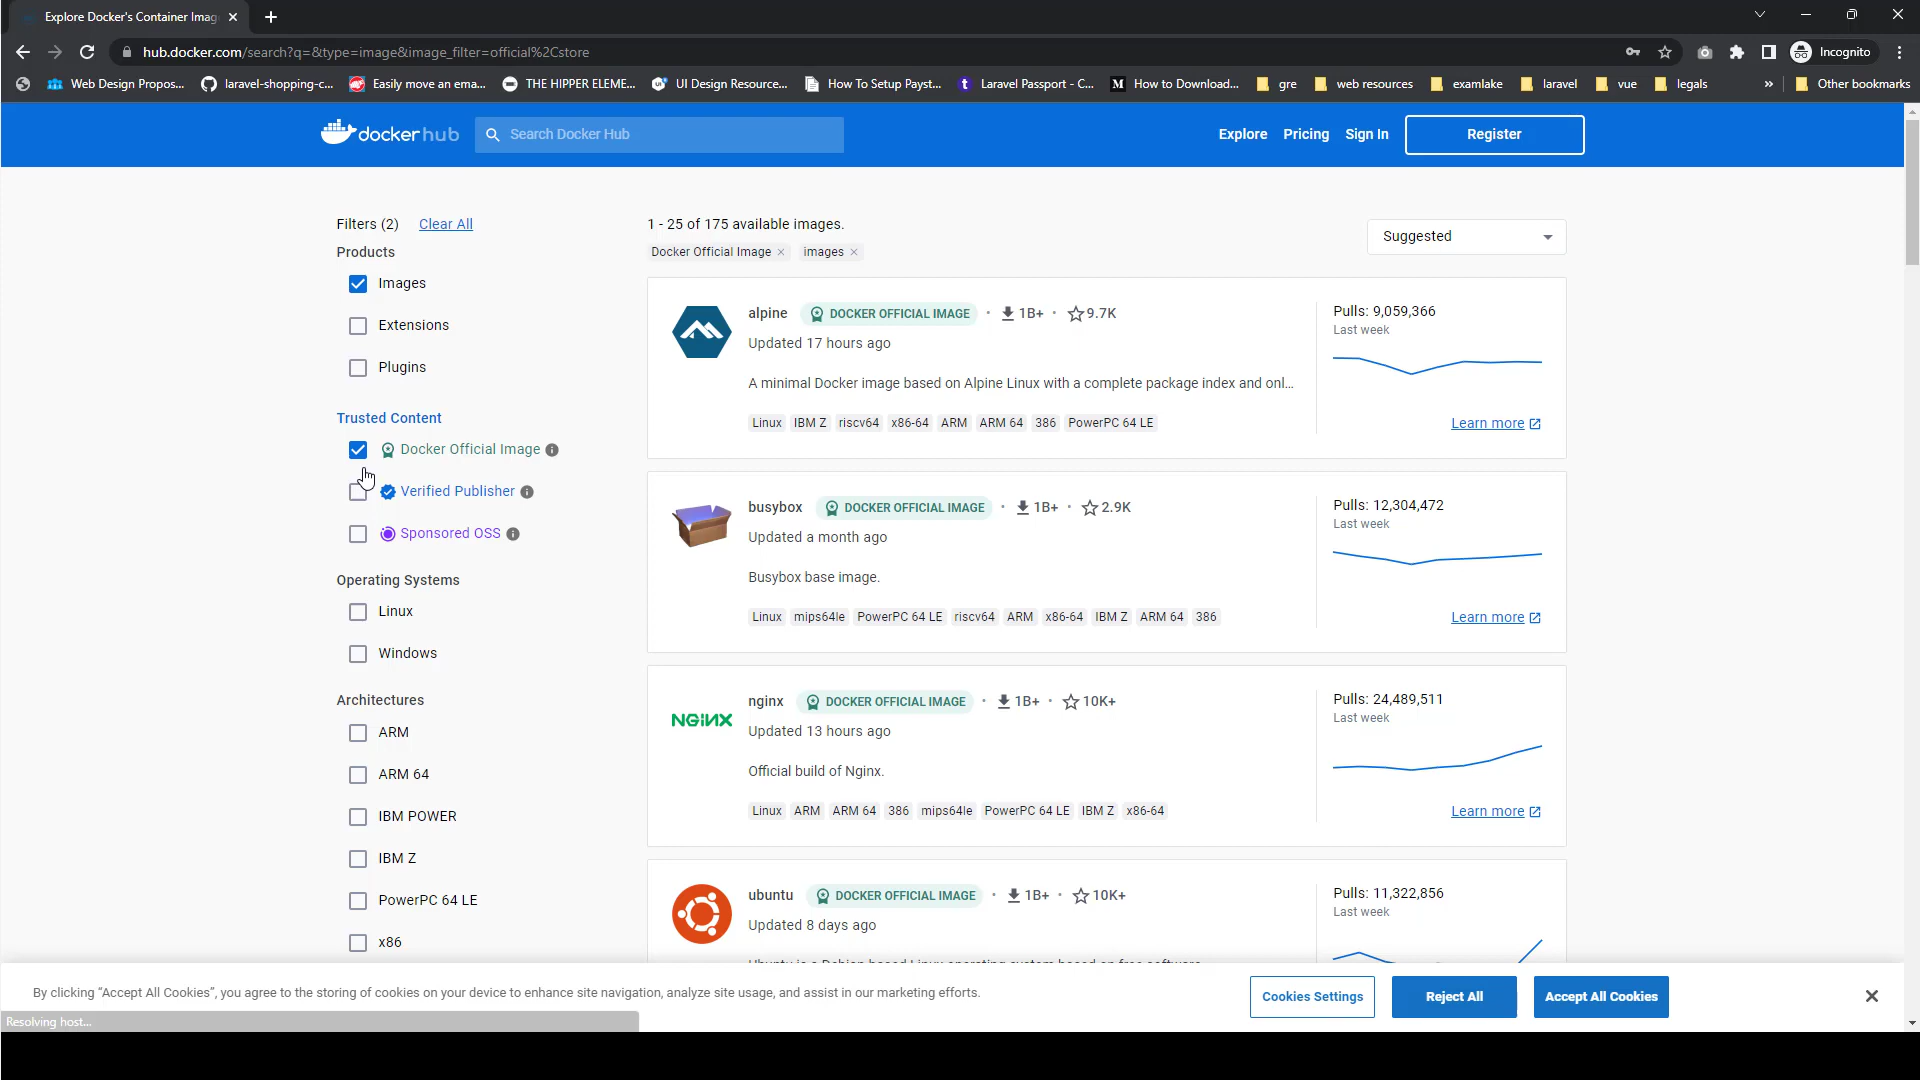 Explore Docker's Container Imag
hub.docker.com/search?q=&type=image&image_filter=official%2Cstore
Incognito
Web Design Propos...
laravel-shopping-c...
Easily move an ema...
THE HIPPER ELEME...
UI Design Resource...
How To Setup Payst...
Laravel Passport - C...
How to Download...
gre
web resources
examlake
laravel
vue
legals
»
Other bookmarks
docker hub
Search Docker Hub
Explore
Pricing
Sign In
Register
Filters (2)
Clear All
Products
Images
Extensions
Plugins
Trusted Content
Docker Official Image
Verified Publisher
Sponsored OSS
Operating Systems
Linux
Windows
Architectures
ARM
ARM 64
IBM POWER
IBM Z
PowerPC 64 LE
x86
1 - 25 of 175 available images.
Docker Official Image × images ×
Suggested
alpine DOCKER OFFICIAL IMAGE • 1B+ • 9.7K
Updated 17 hours ago
A minimal Docker image based on Alpine Linux with a complete package index and onl...
Linux IBM Z riscv64 x86-64 ARM ARM 64 386 PowerPC 64 LE
Pulls: 9,059,366
Last week
Learn more
busybox DOCKER OFFICIAL IMAGE • 1B+ • 2.9K
Updated a month ago
Busybox base image.
Linux mips64le PowerPC 64 LE riscv64 ARM x86-64 IBM Z ARM 64 386
Pulls: 12,304,472
Last week
Learn more
NGINX
nginx DOCKER OFFICIAL IMAGE • 1B+ • 10K+
Updated 13 hours ago
Official build of Nginx.
Linux ARM ARM 64 386 mips64le PowerPC 64 LE IBM Z x86-64
Pulls: 24,489,511
Last week
Learn more
ubuntu DOCKER OFFICIAL IMAGE • 1B+ • 10K+
Updated 8 days ago
Ubuntu is a Debian-based Linux operating system based on free software.
Pulls: 11,322,856
Last week
By clicking “Accept All Cookies”, you agree to the storing of cookies on your device to enhance site navigation, analyze site usage, and assist in our marketing efforts.
Cookies Settings
Reject All
Accept All Cookies
Resolving host...